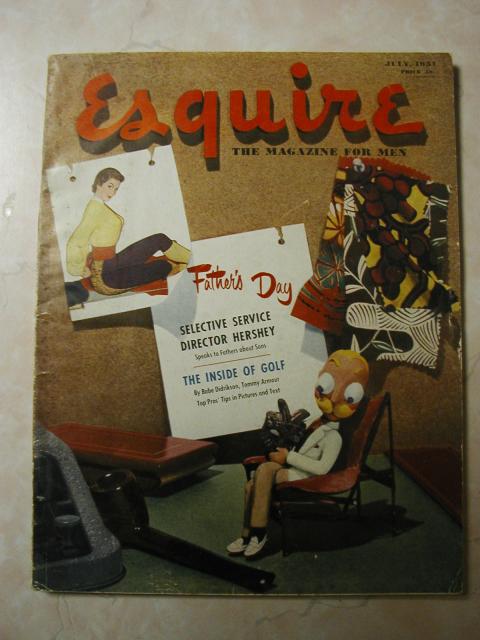 JULY, 1951
PRICE
Esquire
THE MAGAZINE FOR MEN
Father's Day
SELECTIVE SERVICE
DIRECTOR HERSHEY
Speaks to Fathers about Sons
THE INSIDE OF GOLF
By Babe Didrikson, Tommy Armour
Top Pros' Tips in Pictures and Text